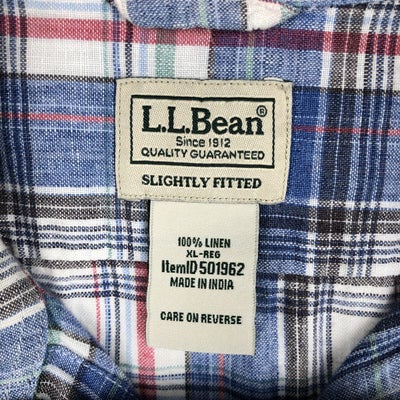 L.L.Bean®
Since 1912
QUALITY GUARANTEED
SLIGHTLY FITTED
100% LINEN
XL-REG
ItemID 501962
MADE IN INDIA
CARE ON REVERSE